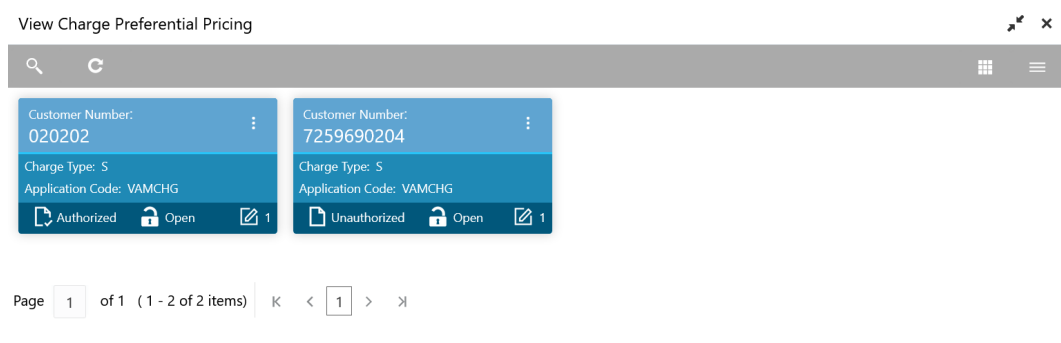 View Charge Preferential Pricing
Customer Number:
020202
Charge Type: S
Application Code: VAMCHG
Authorized Open 1
Customer Number:
7259690204
Charge Type: S
Application Code: VAMCHG
Unauthorized Open 1
Page 1 of 1 ( 1 - 2 of 2 items) 1